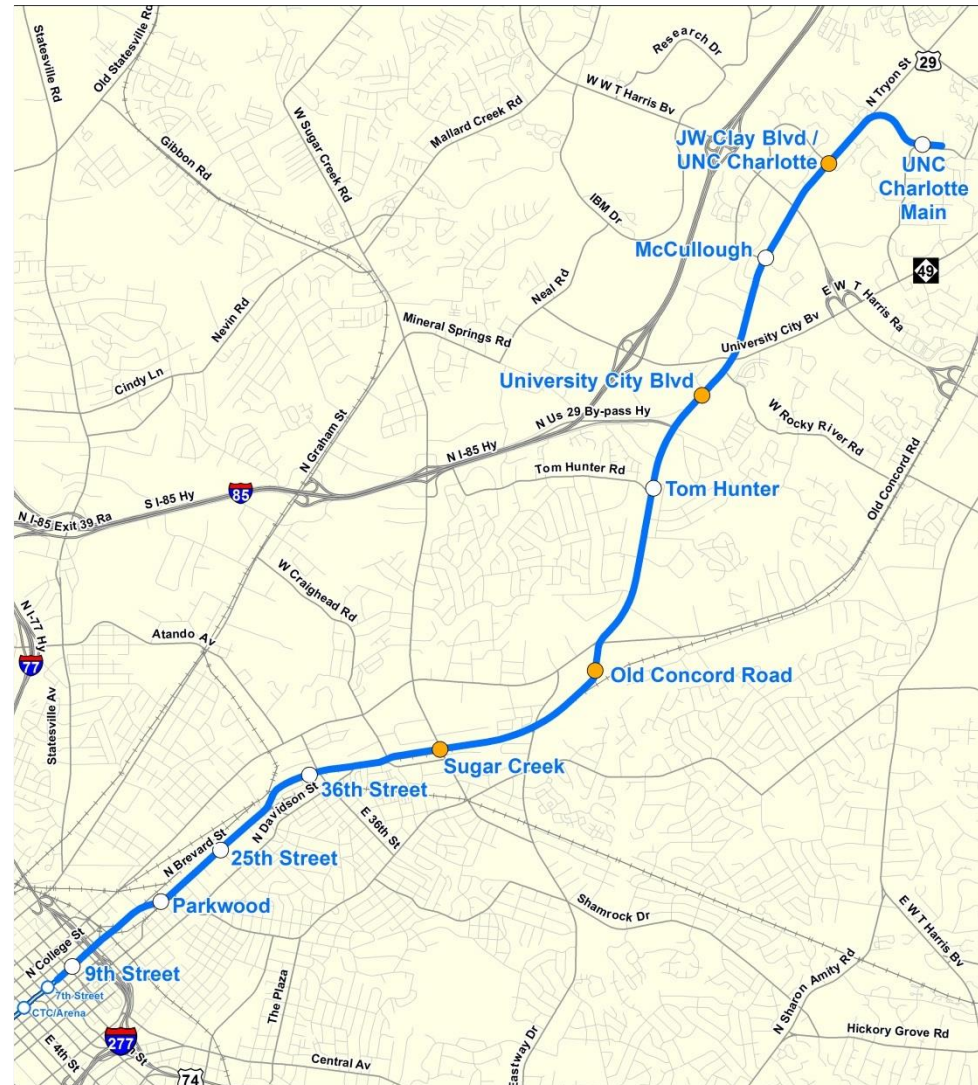 Statesville Rd
Old Statesville Rd
Research Dr
29
N Tryon St
W W T Harris Bv
W Sugar Creek Rd
Mallard Creek Rd
Gibbon Rd
JW Clay Blvd /
UNC Charlotte
UNC
Charlotte
Main
IBM Dr
McCullough
49
Neal Rd
E W T Harris Ra
Nevin Rd
Mineral Springs Rd
University City Bv
Cindy Ln
University City Blvd
N Us 29 By-pass Hy
W Rocky River Rd
N Graham St
N I-85 Hy
Tom Hunter Rd
Old Concord Rd
Tom Hunter
85
S I-85 Hy
N I-85 Exit 39 Ra
W Craighead Rd
N I-77 Hy
Atando Av
77
Old Concord Road
Statesville Av
Sugar Creek
36th Street
N Davidson St
E 36th St
N Brevard St
25th Street
Parkwood
Shamrock Dr
E W T Harris Bv
N College St
9th Street
7th Street
CTC/Arena
The Plaza
N Sharon Amity Rd
Hickory Grove Rd
277
E 4th St
Central Av
Eastway Dr
74